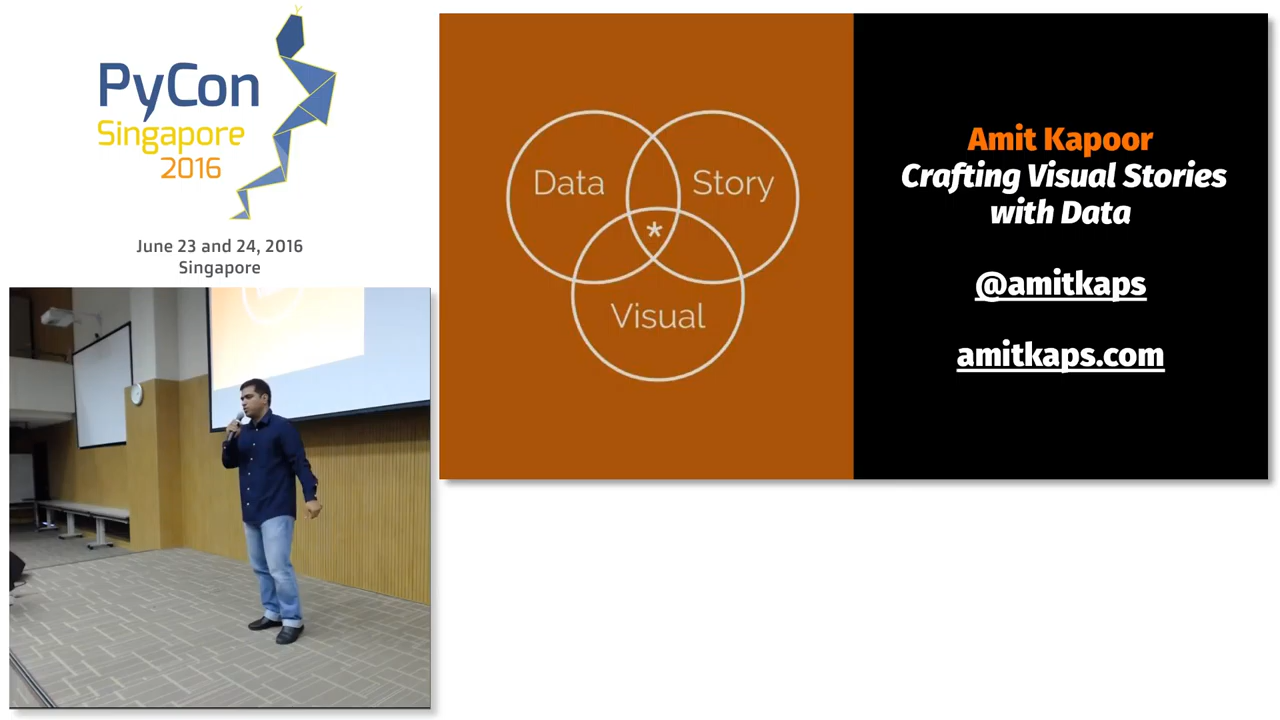 PyCon
Singapore
2016
June 23 and 24, 2016
Singapore
Data
Story
*
Visual
Amit Kapoor
Crafting Visual Stories
with Data
@amitkaps
amitkaps.com